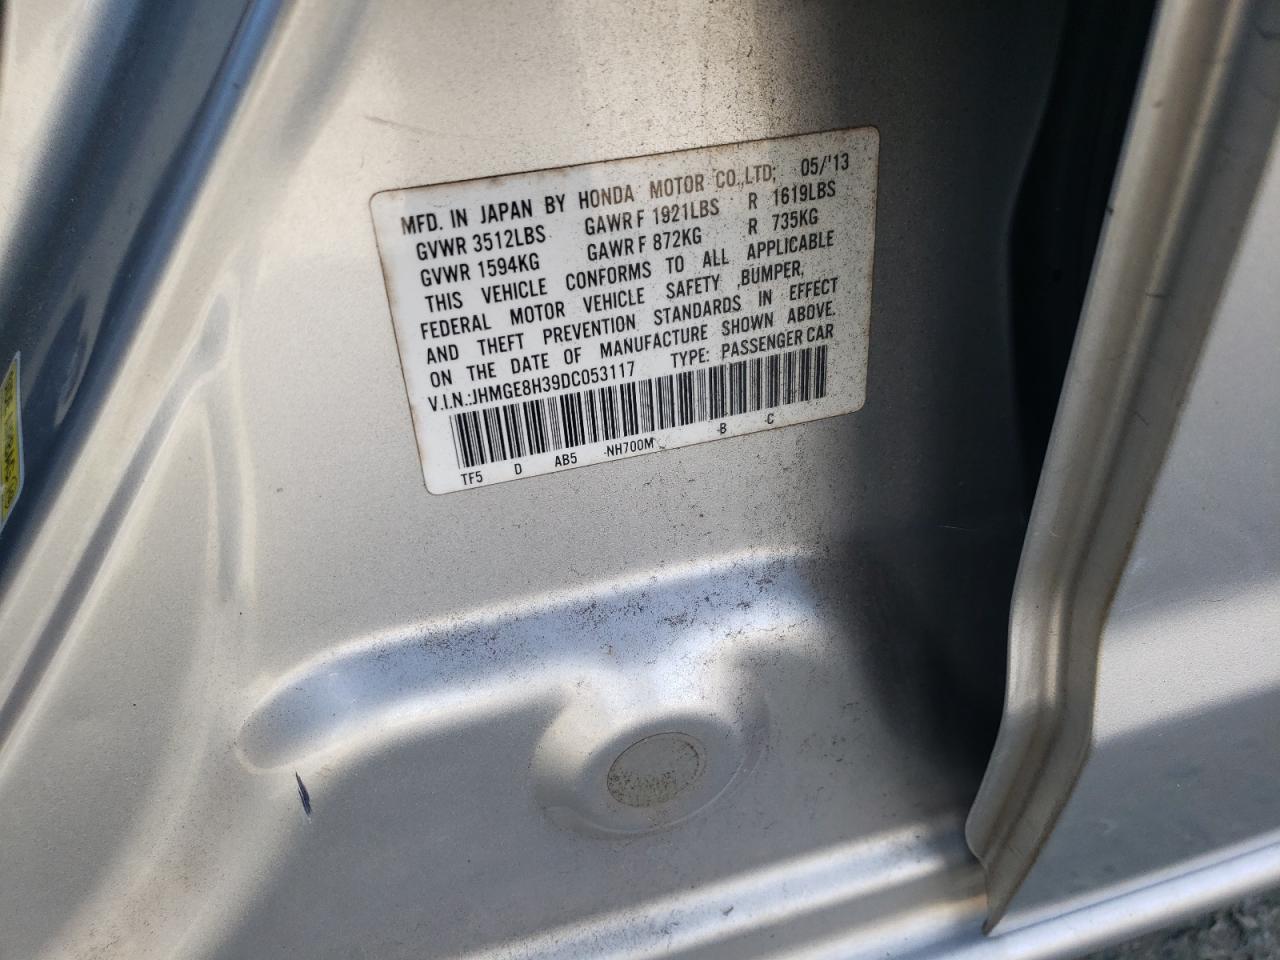 MFD. IN JAPAN BY HONDA MOTOR CO.,LTD; 05/'13
GVWR 3512LBS GAWR F 1921LBS R 1619LBS
GVWR 1594KG GAWR F 872KG R 735KG
THIS VEHICLE CONFORMS TO ALL APPLICABLE
FEDERAL MOTOR VEHICLE SAFETY ,BUMPER,
AND THEFT PREVENTION STANDARDS IN EFFECT
ON THE DATE OF MANUFACTURE SHOWN ABOVE.
V.I.N.:JHMGE8H39DC053117 TYPE: PASSENGER CAR
TF5 D AB5 -NH700M -B -C